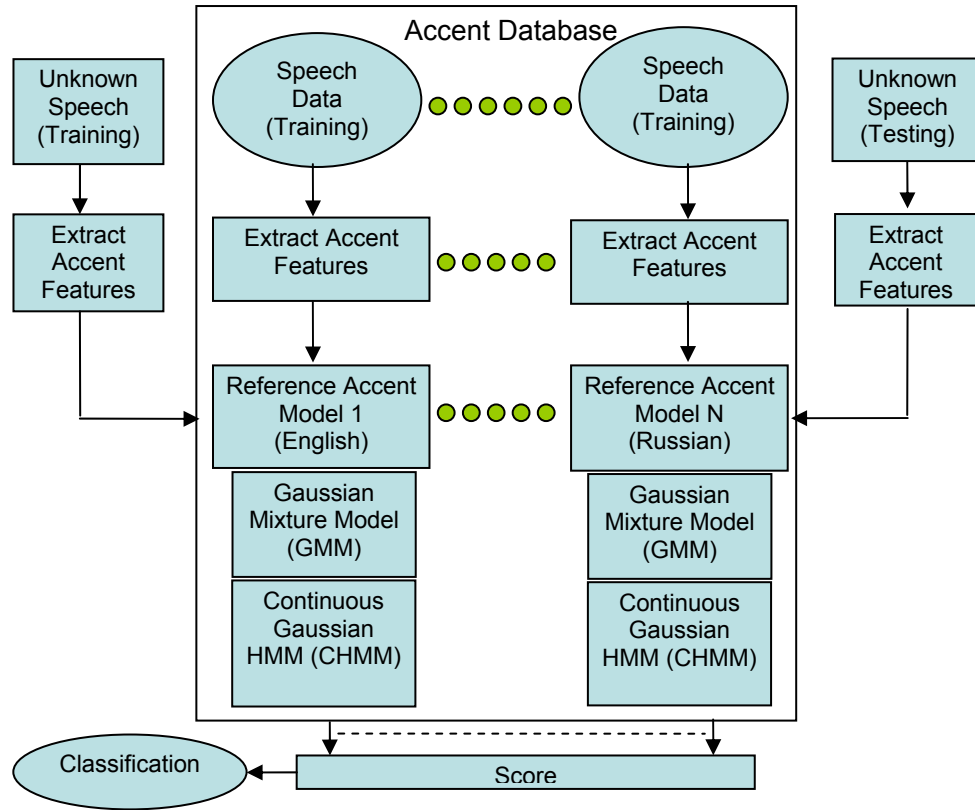 Accent Database
Unknown
Speech
(Training)
Extract
Accent
Features
Speech
Data
(Training)
Extract Accent
Features
Reference Accent
Model 1
(English)
Gaussian
Mixture Model
(GMM)
Continuous
Gaussian
HMM (CHMM)
Speech
Data
(Training)
Extract Accent
Features
Reference Accent
Model N
(Russian)
Gaussian
Mixture Model
(GMM)
Continuous
Gaussian
HMM (CHMM)
Unknown
Speech
(Testing)
Extract
Accent
Features
Classification
Score